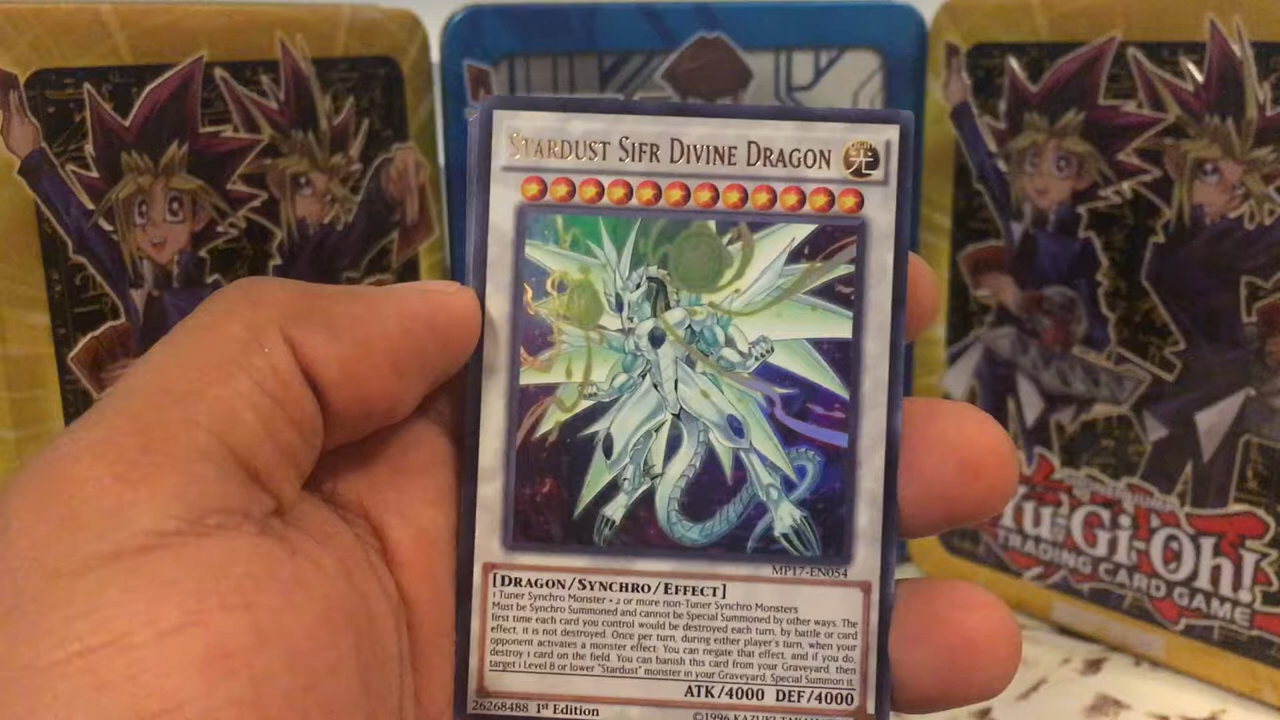 STARDUST SIFR DIVINE DRAGON
LIGHT
光
MP17-EN054
[DRAGON/SYNCHRO/EFFECT]
1 Tuner Synchro Monster + 2 or more non-Tuner Synchro Monsters
Must be Synchro Summoned and cannot be Special Summoned by other ways. The
first time each card you control would be destroyed each turn, by battle or card
effect, it is not destroyed. Once per turn, during either player's turn, when your
opponent activates a monster effect: You can negate that effect, and if you do,
destroy 1 card on the field. You can banish this card from your Graveyard, then
target 1 Level 8 or lower "Stardust" monster in your Graveyard; Special Summon it.
ATK/4000 DEF/4000
26268488 1st Edition
©1996 KAZUKI
Yu-Gi-Oh!
TRADING CARD GAME